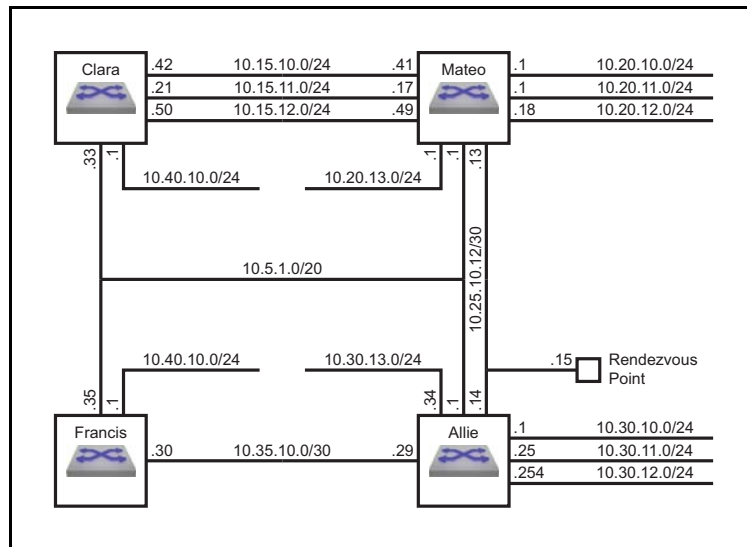 Clara
.42 10.15.10.0/24 .41
Mateo
.1 10.20.10.0/24
.21 10.15.11.0/24 .17
.1 10.20.11.0/24
.50 10.15.12.0/24 .49
.18 10.20.12.0/24
.33
.1
.1
.1
.13
10.40.10.0/24
10.20.13.0/24
10.25.10.12/30
10.5.1.0/20
10.40.10.0/24
10.30.13.0/24
.15
Rendezvous
Point
.35
.1
.34
.1
.14
Francis
.30 10.35.10.0/30 .29
Allie
.1 10.30.10.0/24
.25 10.30.11.0/24
.254 10.30.12.0/24